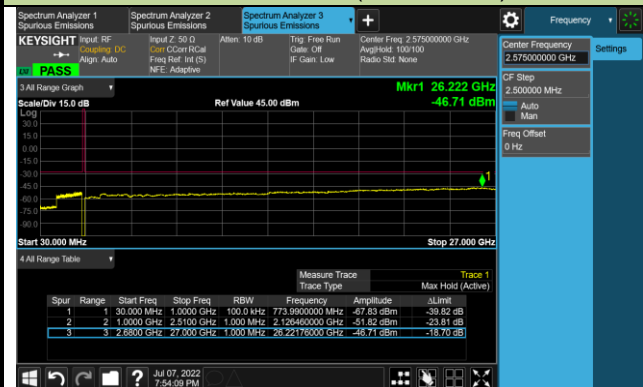 Spectrum Analyzer 1 Spurious Emissions
Spectrum Analyzer 2 Spurious Emissions
Spectrum Analyzer 3 Spurious Emissions
Frequency
KEYSIGHT
Input: RF
Coupling: DC
Align: Auto
Input Z: 50 Ω
Corr CCorr RCal
Freq Ref: Int (S)
NFE: Adaptive
Atten: 10 dB
Trig: Free Run
Gate: Off
IF Gain: Low
Center Freq: 2.575000000 GHz
Avg|Hold: 100/100
Radio Std: None
PASS
3 All Range Graph
Mkr1 26.222 GHz
Scale/Div 15.0 dB
Ref Value 45.00 dBm
-46.71 dBm
Log
30.0
15.0
0.00
-15.0
-30.0
-45.0
-60.0
-75.0
-90.0
1
Start 30.000 MHz
Stop 27.000 GHz
4 All Range Table
Measure Trace Trace 1
Trace Type Max Hold (Active)
Spur Range Start Freq Stop Freq RBW Frequency Amplitude ΔLimit
1 1 30.000 MHz 1.0000 GHz 100.0 kHz 773.9900000 MHz -67.83 dBm -39.82 dB
2 2 1.0000 GHz 2.5100 GHz 1.000 MHz 2.126460000 GHz -51.82 dBm -23.81 dB
3 3 2.6800 GHz 27.000 GHz 1.000 MHz 26.22176000 GHz -46.71 dBm -18.70 dB
Jul 07, 2022
7:54:09 PM
Center Frequency
2.575000000 GHz
Settings
CF Step
2.500000 MHz
Auto
Man
Freq Offset
0 Hz